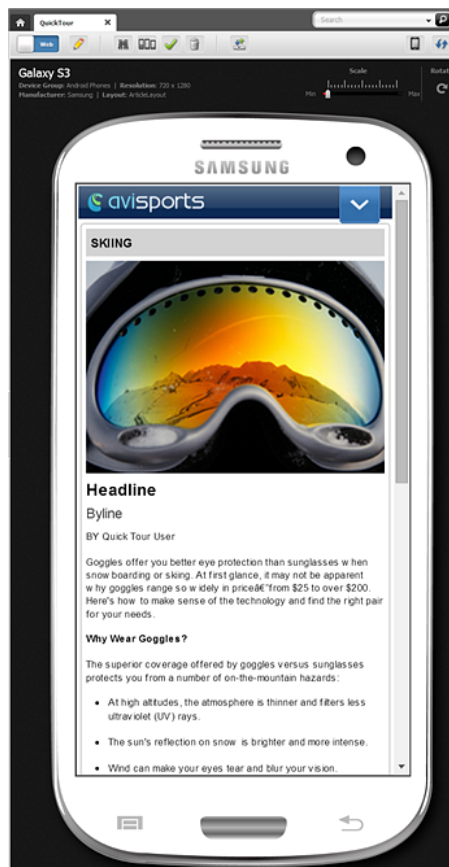 QuickTour
Search
Web
Galaxy S3
Device Group: Android Phones | Resolution: 720 x 1280
Manufacturer: Samsung | Layout: ArticleLayout
Scale
Min
Max
Rotat
SAMSUNG
avisports
SKIING
Headline
Byline
BY Quick Tour User
Goggles offer you better eye protection than sunglasses when
snow boarding or skiing. At first glance, it may not be apparent
why goggles range so widely in priceâ€“from $25 to over $200.
Here's how to make sense of the technology and find the right pair
for your needs.
Why Wear Goggles?
The superior coverage offered by goggles versus sunglasses
protects you from a number of on-the-mountain hazards:
• At high altitudes, the atmosphere is thinner and filters less
ultraviolet (UV) rays.
• The sun's reflection on snow is brighter and more intense.
• Wind can make your eyes tear and blur your vision.